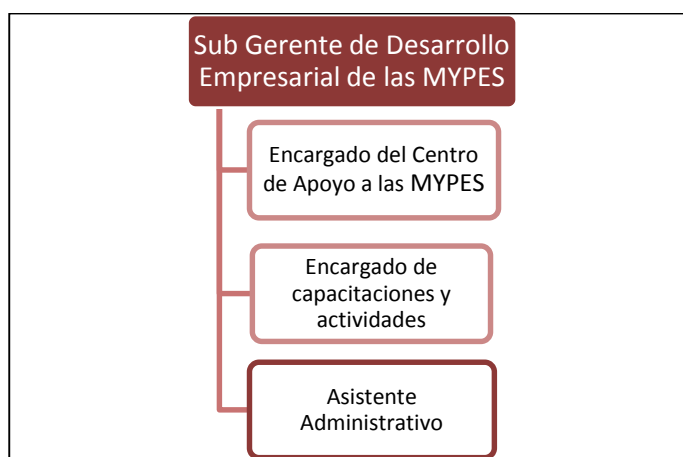 Sub Gerente de Desarrollo
Empresarial de las MYPES
Encargado del Centro
de Apoyo a las MYPES
Encargado de
capacitaciones y
actividades
Asistente
Administrativo